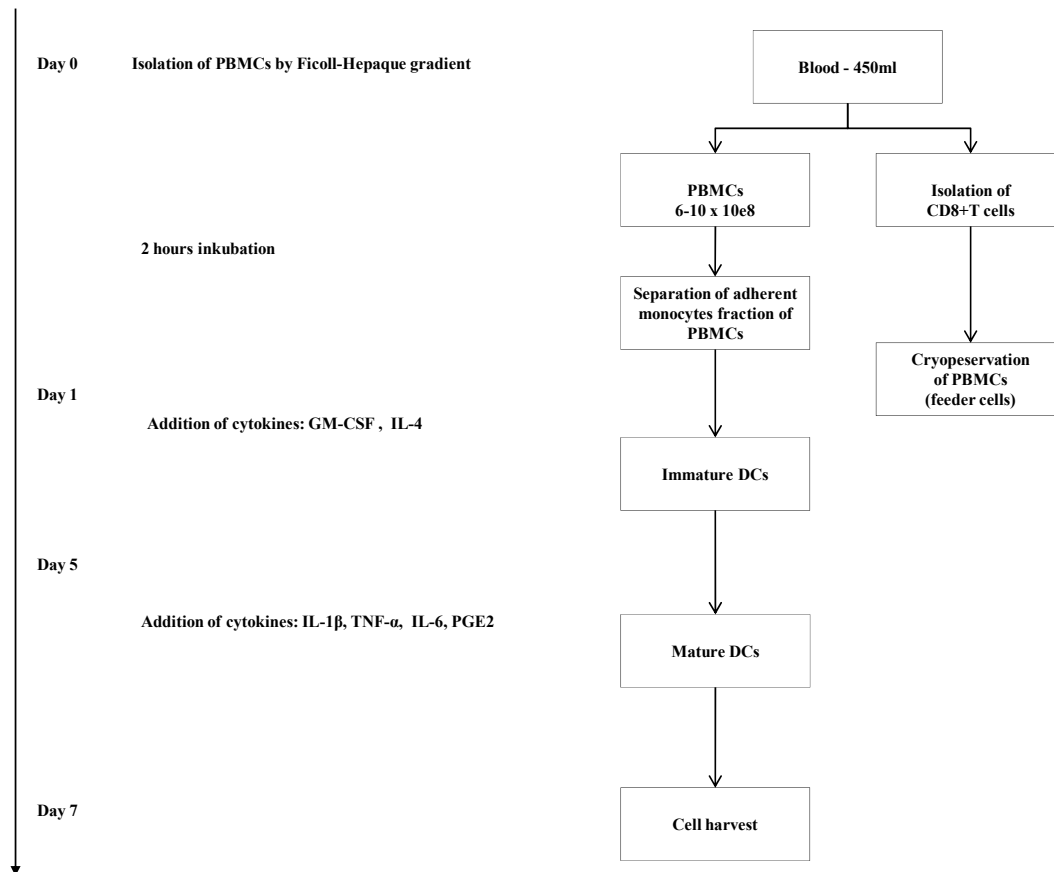 Day 0
Isolation of PBMCs by Ficoll-Hepaque gradient
Blood - 450ml
PBMCs
6-10 x 10e8
Isolation of
CD8+T cells
2 hours inkubation
Separation of adherent
monocytes fraction of
PBMCs
Cryopeservation
of PBMCs
(feeder cells)
Day 1
Addition of cytokines: GM-CSF , IL-4
Immature DCs
Day 5
Addition of cytokines: IL-1β, TNF-α, IL-6, PGE2
Mature DCs
Day 7
Cell harvest